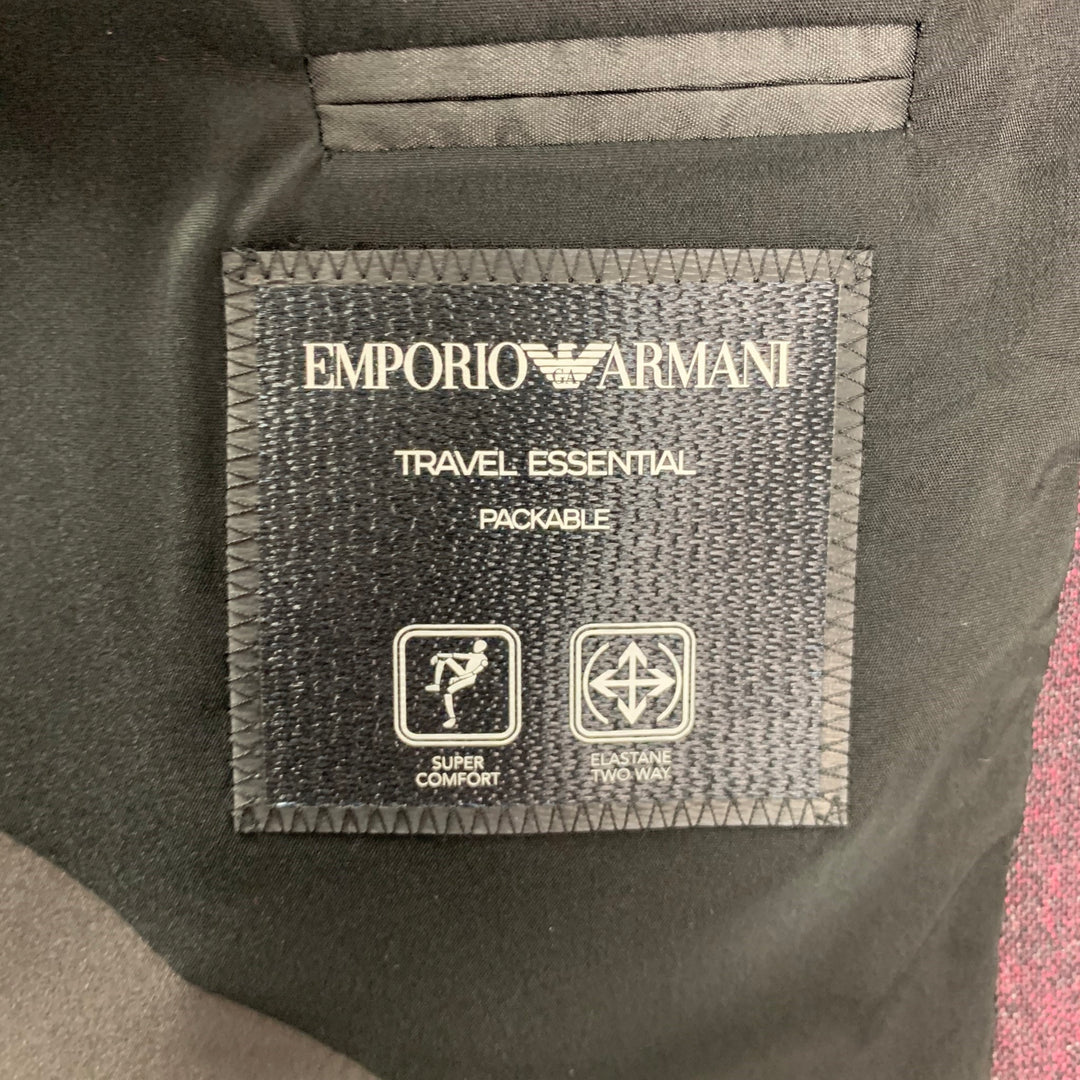 EMPORIO GA ARMANI
TRAVEL ESSENTIAL
PACKABLE
SUPER
COMFORT
ELASTANE
TWO WAY